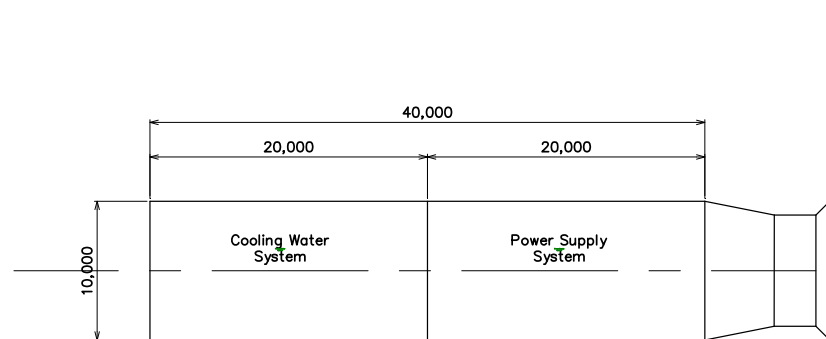 40,000
20,000
20,000
Cooling Water
System
Power Supply
System
10,000